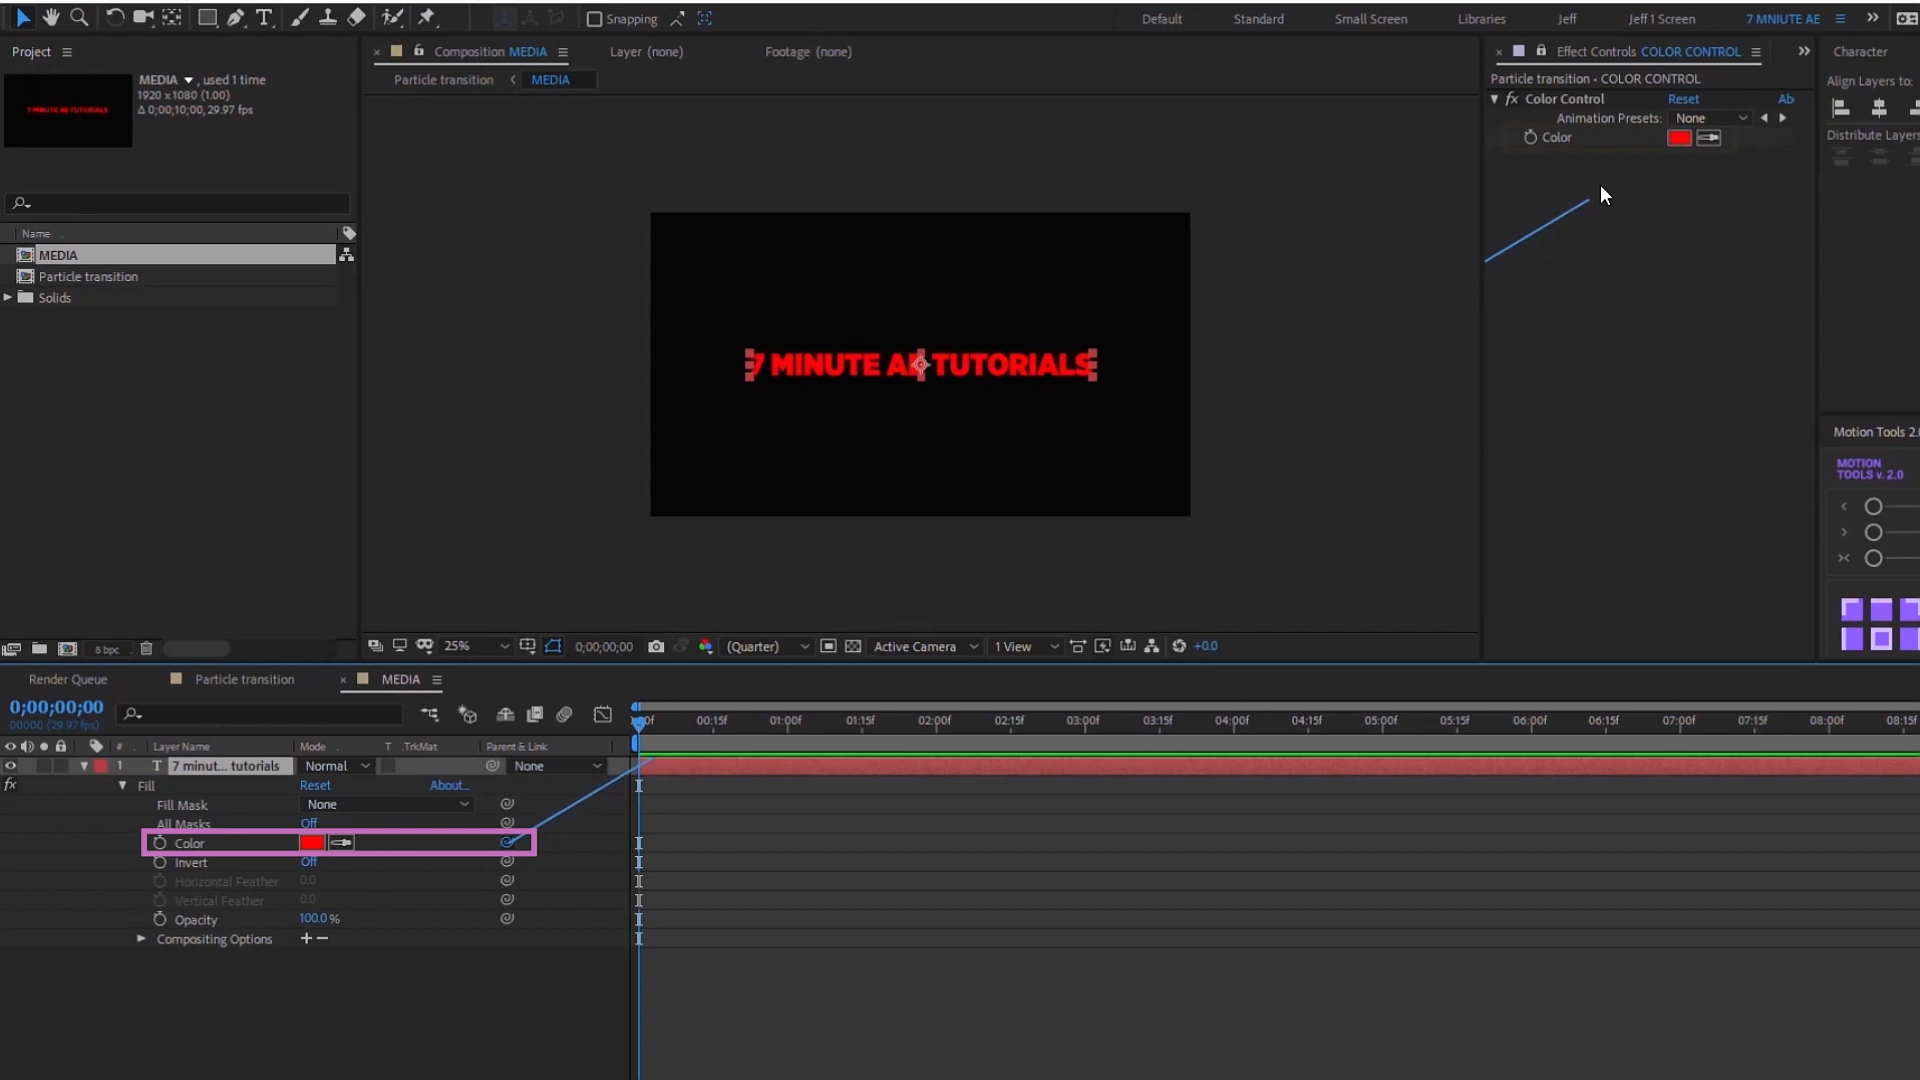 Snapping
Default
Standard
Small Screen
Libraries
Jeff
Jeff 1 Screen
7 MNIUTE AE
Project
Composition MEDIA
Layer (none)
Footage (none)
Effect Controls COLOR CONTROL
Character
Particle transition
MEDIA
MEDIA , used 1 time
1920 x1080 (1.00)
Δ 0;00;10;00, 29.97 fps
7 MINUTE AE TUTORIALS
Particle transition • COLOR CONTROL
Align Layers to:
fx Color Control
Reset
Ab
Animation Presets:
None
Color
Distribute Layers
Name
MEDIA
Particle transition
Solids
7 MINUTE AE TUTORIALS
Motion Tools 2.0
MOTION
TOOLS v. 2.0
8 bpc
25%
0;00;00;00
(Quarter)
Active Camera
1 View
+0.0
Render Queue
Particle transition
MEDIA
0;00;00;00
00000 (29.97 fps)
00:15f
01:00f
01:15f
02:00f
02:15f
03:00f
03:15f
04:00f
04:15f
05:00f
05:15f
06:00f
06:15f
07:00f
07:15f
08:00f
08:15f
#
Layer Name
Mode
T
.TrkMat
Parent & Link
1
T
7 minut... tutorials
Normal
None
fx
Fill
Reset
About...
Fill Mask
None
All Masks
Off
Color
Invert
Off
Horizontal Feather
0.0
Vertical Feather
0.0
Opacity
100.0 %
Compositing Options
+ −